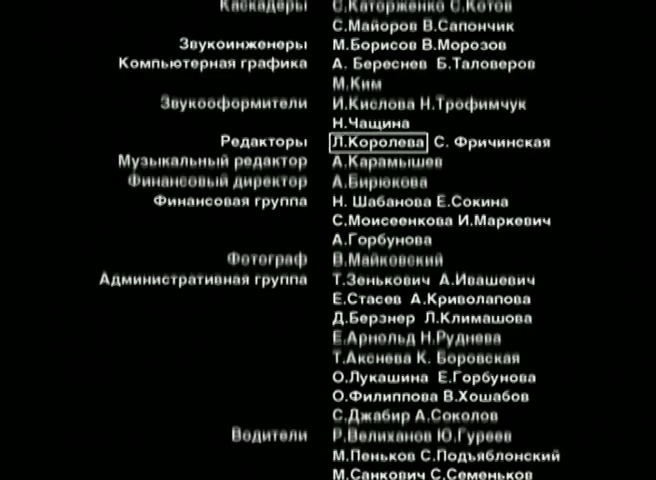 Каскадеры С.Каторженко С.Котов
С.Майоров В.Сапончик
Звукоинженеры М.Борисов В.Морозов
Компьютерная графика А. Береснев Б.Таловеров
М.Ким
Звукооформители И.Кислова Н.Трофимчук
Н.Чащина
Редакторы Л.Королева С. Фричинская
Музыкальный редактор А.Карамышев
Финансовый директор А.Бирюкова
Финансовая группа Н. Шабанова Е.Сокина
С.Моисеенкова И.Маркевич
А.Горбунова
Фотограф В.Майковский
Административная группа Т.Зенькович А.Ивашевич
Е.Стасев А.Криволапова
Д.Берзнер Л.Климашова
Е.Арнольд Н.Руднева
Т.Акснева К. Боровская
О.Лукашина Е.Горбунова
О.Филиппова В.Хошабов
С.Джабир А.Соколов
Водители Р.Велиханов Ю.Гуреев
М.Пеньков С.Подъяблонский
М.Санкович С.Семеньков